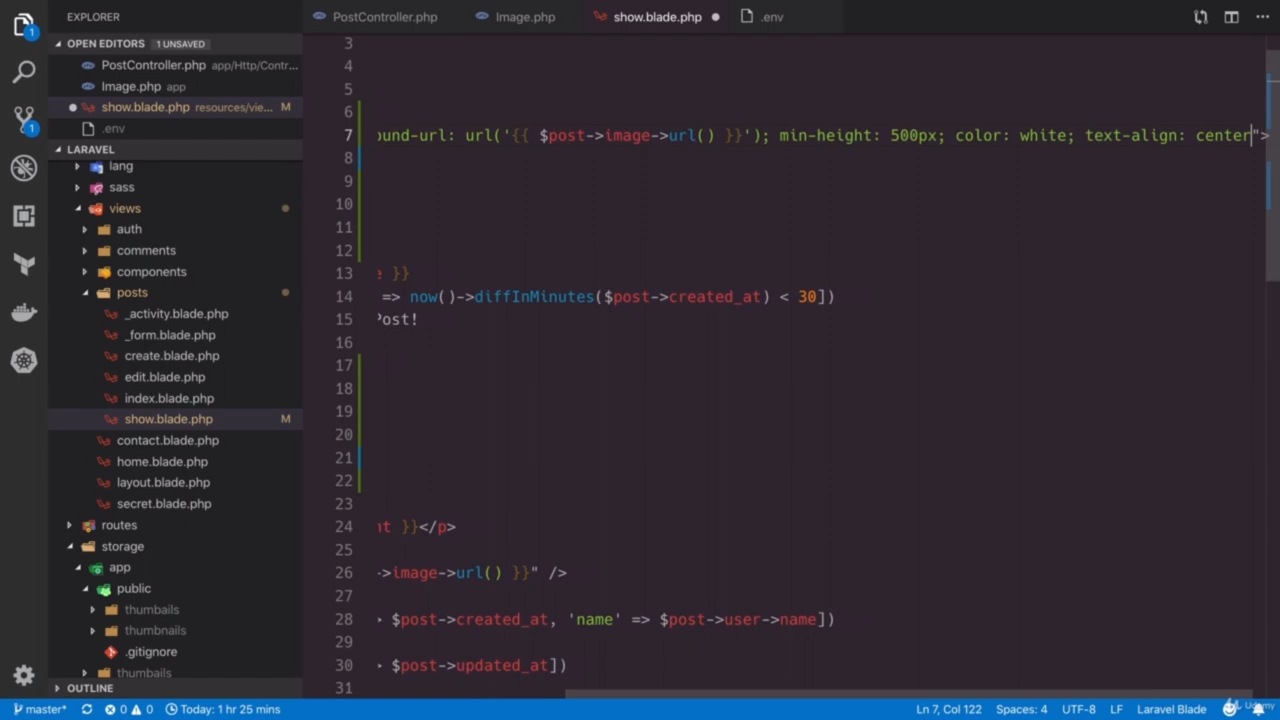 EXPLORER
PostController.php
Image.php
show.blade.php
.env
OPEN EDITORS 1 UNSAVED
PostController.php app/Http/Contr...
Image.php app
show.blade.php resources/vie... M
.env
LARAVEL
lang
sass
views
auth
comments
components
posts
_activity.blade.php
_form.blade.php
create.blade.php
edit.blade.php
index.blade.php
show.blade.php M
contact.blade.php
home.blade.php
layout.blade.php
secret.blade.php
routes
storage
app
public
thumbails
thumbnails
.gitignore
thumbails
OUTLINE
1
1
3
4
5
6
7 ound-url: url('{{ $post->image->url() }}'); min-height: 500px; color: white; text-align: center">
8
9
10
11
12
13 e }}
14 => now()->diffInMinutes($post->created_at) < 30])
15 Post!
16
17
18
19
20
21
22
23
24 nt }}</p>
25
26 ->image->url() }}" />
27
28 > $post->created_at, 'name' => $post->user->name])
29
30 > $post->updated_at])
31
master* 0 0 Today: 1 hr 25 mins Ln 7, Col 122 Spaces: 4 UTF-8 LF Laravel Blade
Udemy